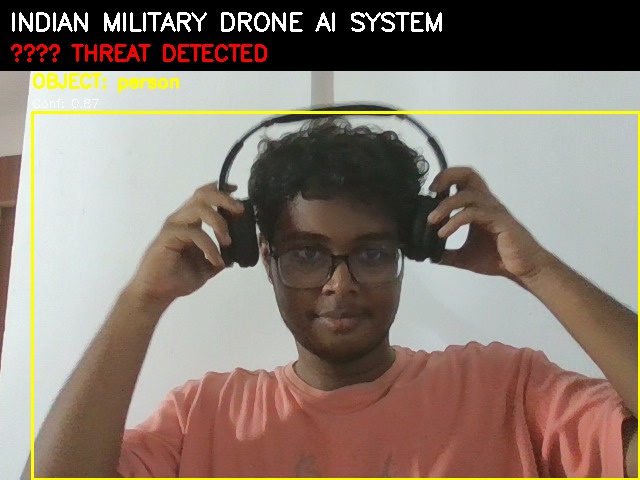 INDIAN MILITARY DRONE AI SYSTEM
???? THREAT DETECTED
OBJECT: person
Conf: 0.87